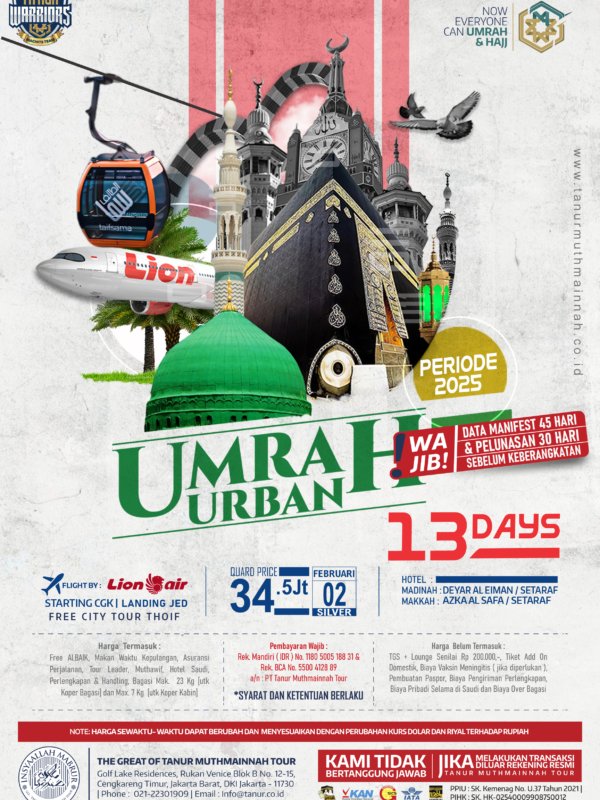 WARRIORS
NOW
EVERYONE
CAN UMRAH
& HAJJ
www.tanurmuthmainnah.co.id
taifsama
Lion
PERIODE
2025
UMRAH
URBAN
! WA
JIB!
DATA MANIFEST 45 HARI
& PELUNASAN 30 HARI
SEBELUM KEBERANGKATAN
13 DAYS
FLIGHT BY : Lion air
STARTING CGK | LANDING JED
FREE CITY TOUR THOIF
QUARD PRICE
34.5Jt
FEBRUARI
02
SILVER
HOTEL :
MADINAH : DEYAR AL EIMAN / SETARAF
MAKKAH : AZKA AL SAFA / SETARAF
Harga Termasuk :
Free ALBAIK, Makan Waktu Kepulangan, Asuransi
Perjalanan, Tour Leader, Muthawif, Hotel Saudi,
Perlengkapan & Handling, Bagasi Mak. 23 Kg (utk
Koper Bagasi) dan Max. 7 Kg (utk Koper Kabin)
Pembayaran Wajib :
Rek. Mandiri ( IDR ) No. 1180 5005 188 31 &
Rek. BCA No. 5500 4128 89
a/n : PT Tanur Muthmainnah Tour
*SYARAT DAN KETENTUAN BERLAKU
Harga Belum Termasuk :
TGS + Lounge Senilai Rp 200.000,-, Tiket Add On
Domestik, Biaya Vaksin Meningitis ( jika diperlukan ),
Pembuatan Paspor, Biaya Pengiriman Perlengkapan,
Biaya Pribadi Selama di Saudi dan Biaya Over Bagasi
NOTE: HARGA SEWAKTU- WAKTU DAPAT BERUBAH DAN MENYESUAIKAN DENGAN PERUBAHAN KURS DOLAR DAN RIYAL TERHADAP RUPIAH
INSYAALLAH MABRUR
THE GREAT OF TANUR MUTHMAINNAH TOUR
Golf Lake Residences, Rukan Venice Blok B No. 12-15,
Cengkareng Timur, Jakarta Barat, DKI Jakarta - 11730
| Phone : 021-22301909 | Email : Info@tanur.co.id
KAMI TIDAK
BERTANGGUNG JAWAB
JIKA MELAKUKAN TRANSAKSI
DILUAR REKENING RESMI
TANUR MUTHMAINNAH TOUR
KAN
IATA
PPIU : SK. Kemenag No. U.37 Tahun 2021 |
PIHK : SK. HK-02540009908750012